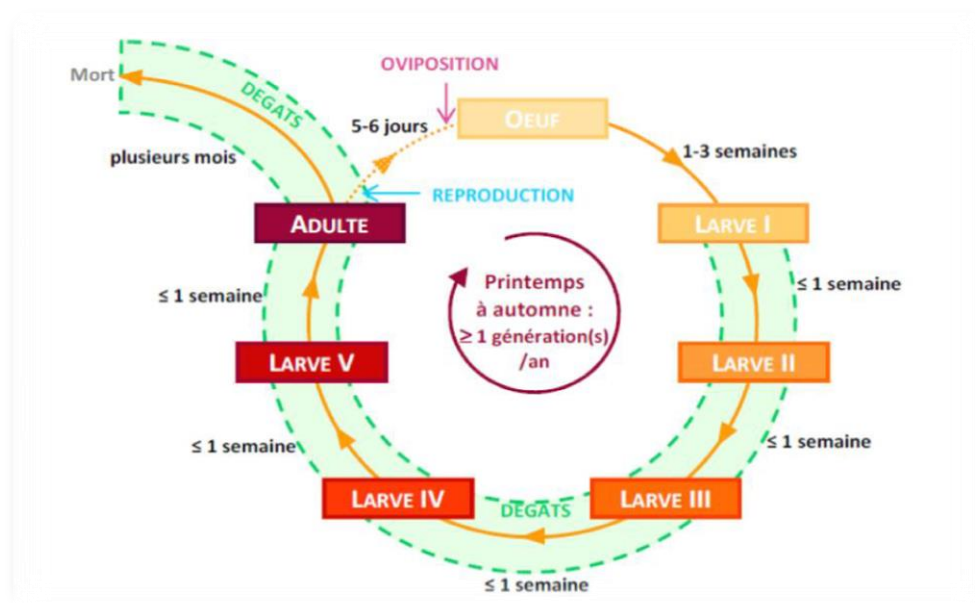 OVIPOSITION
Mort
DEGATS
5-6 jours
OEUF
plusieurs mois
1-3 semaines
REPRODUCTION
ADULTE
LARVE I
≤ 1 semaine
Printemps
à automne :
≥ 1 génération(s)
/an
≤ 1 semaine
LARVE V
LARVE II
≤ 1 semaine
≤ 1 semaine
LARVE IV
DEGATS
LARVE III
≤ 1 semaine